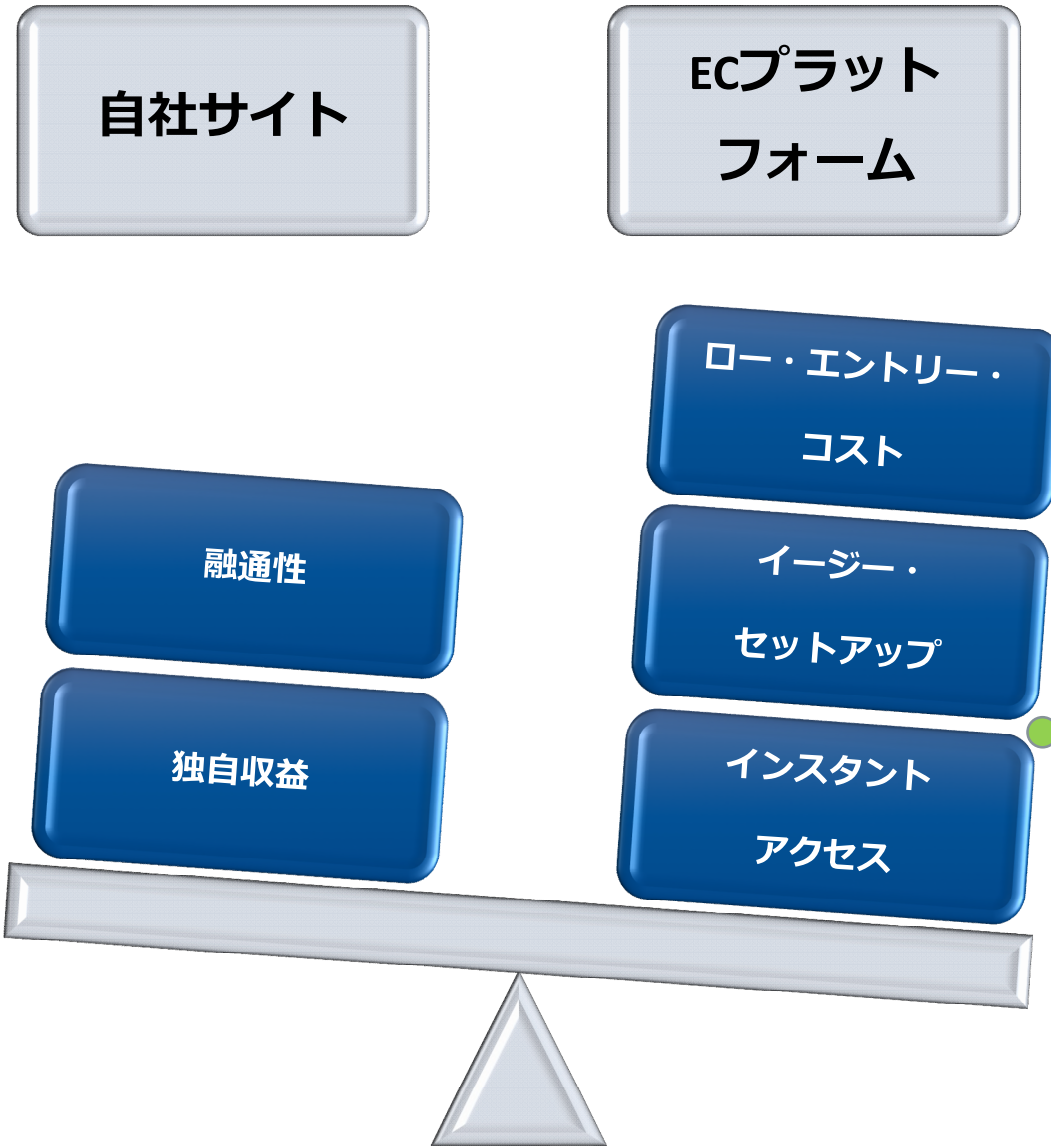 自社サイト
ECプラット
フォーム
融通性
独自収益
ロー・エントリー・
コスト
イージー・
セットアップ
インスタント
アクセス